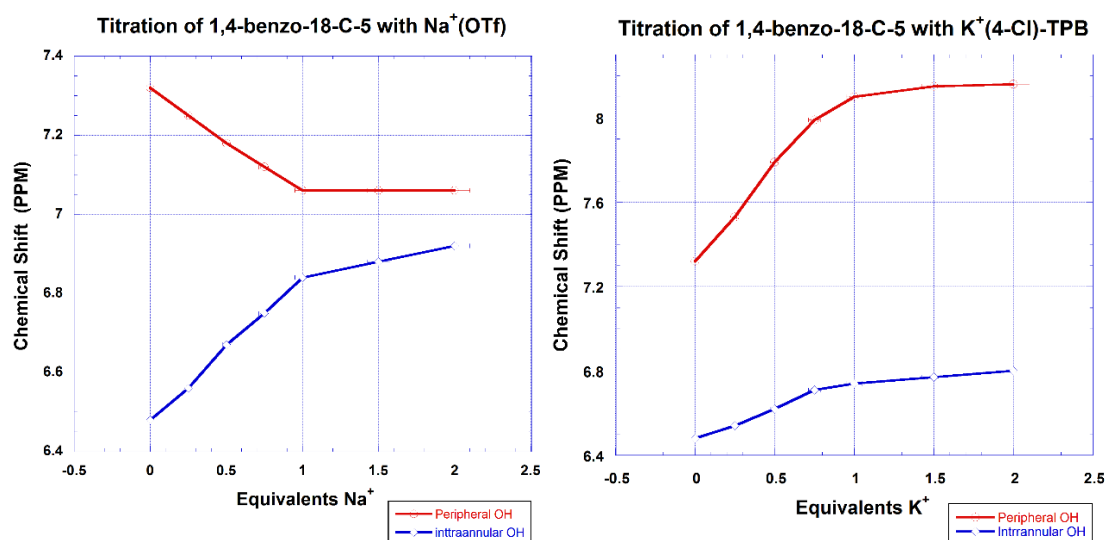 Titration of 1,4-benzo-18-C-5 with Na+(OTf)
7.4
7.2
7
6.8
6.6
6.4
Chemical Shift (PPM)
-0.5 0 0.5 1 1.5 2 2.5
Equivalents Na+
Peripheral OH
inttraannular OH
Titration of 1,4-benzo-18-C-5 with K+(4-Cl)-TPB
8
7.6
7.2
6.8
6.4
Chemical Shift (PPM)
-0.5 0 0.5 1 1.5 2 2.5
Equivalents K+
Peripheral OH
Intrrannular OH